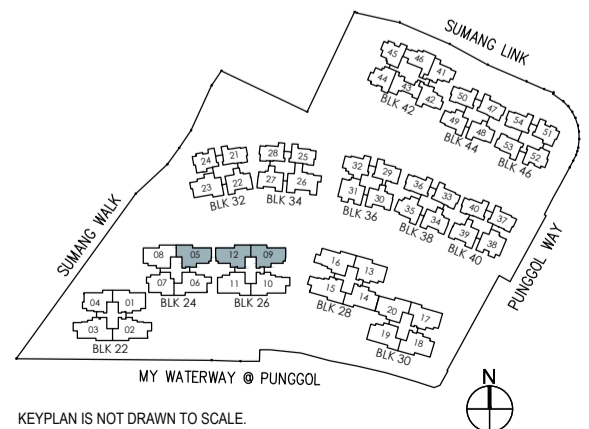 SUMANG LINK
45 46 41
44 43 42
BLK 42
50 47 54 51
49 48 53 52
BLK 44
BLK 46
24 21 28 25
23 22 27 26
BLK 32
BLK 34
32 29 36 33 40 37
31 30 35 34 39 38
BLK 36
BLK 38
BLK 40
SUMANG WALK
PUNGGOL WAY
08 05 12 09
07 06 11 10
BLK 24
BLK 26
16 13
15 14
BLK 28
20 17
19 18
BLK 30
04 01
03 02
BLK 22
MY WATERWAY @ PUNGGOL
N
KEYPLAN IS NOT DRAWN TO SCALE.